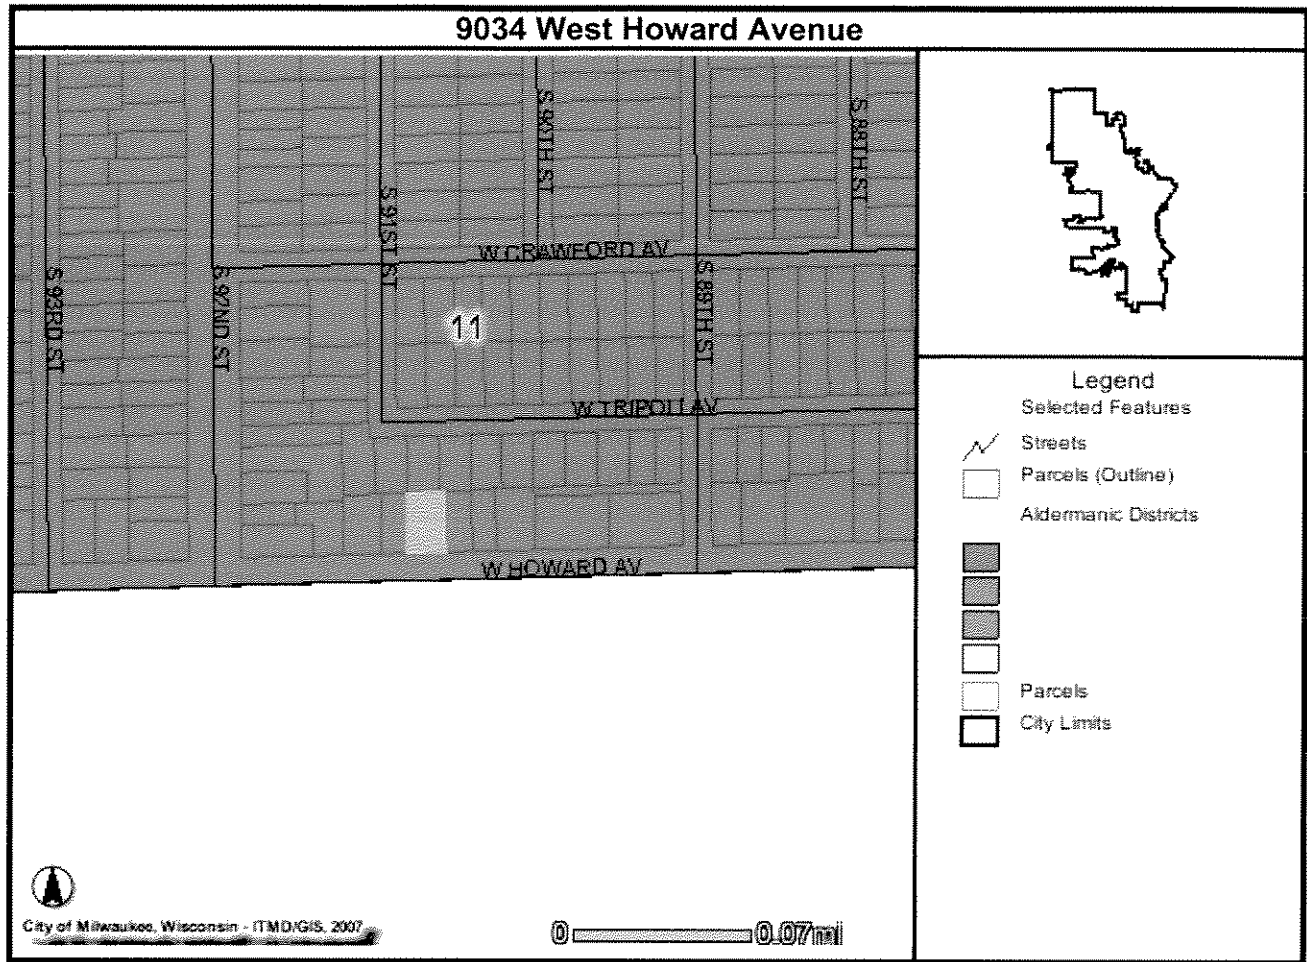 9034 West Howard Avenue
S 90TH ST
S 88TH ST
S 91ST ST
W CRAWFORD AV
S 93RD ST
S 92ND ST
S 89TH ST
11
W TRIPOLI AV
W HOWARD AV
Legend
Selected Features
Streets
Parcels (Outline)
Aldermanic Districts
Parcels
City Limits
City of Milwaukee, Wisconsin - ITMD/GIS, 2007
0 0.07mi